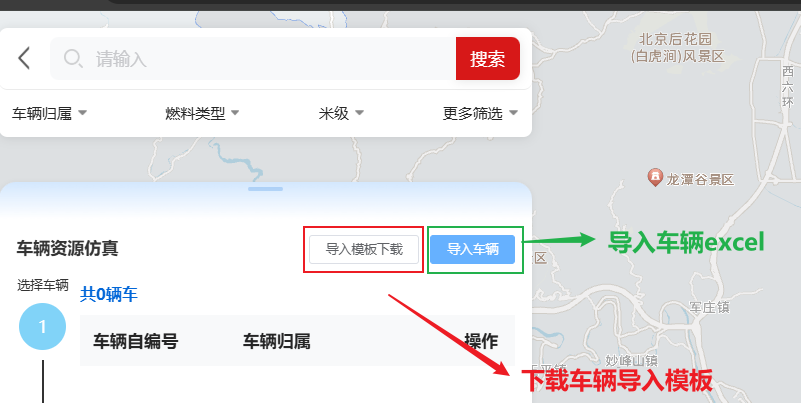 请输入
搜索
车辆归属
燃料类型
米级
更多筛选
北京后花园
(白虎涧)风景区
西六环
龙潭谷景区
车辆资源仿真
导入模板下载
导入车辆
导入车辆excel
区
选择车辆
共0辆车
1
车辆自编号
车辆归属
操作
军庄镇
妙峰山镇
下载车辆导入模板